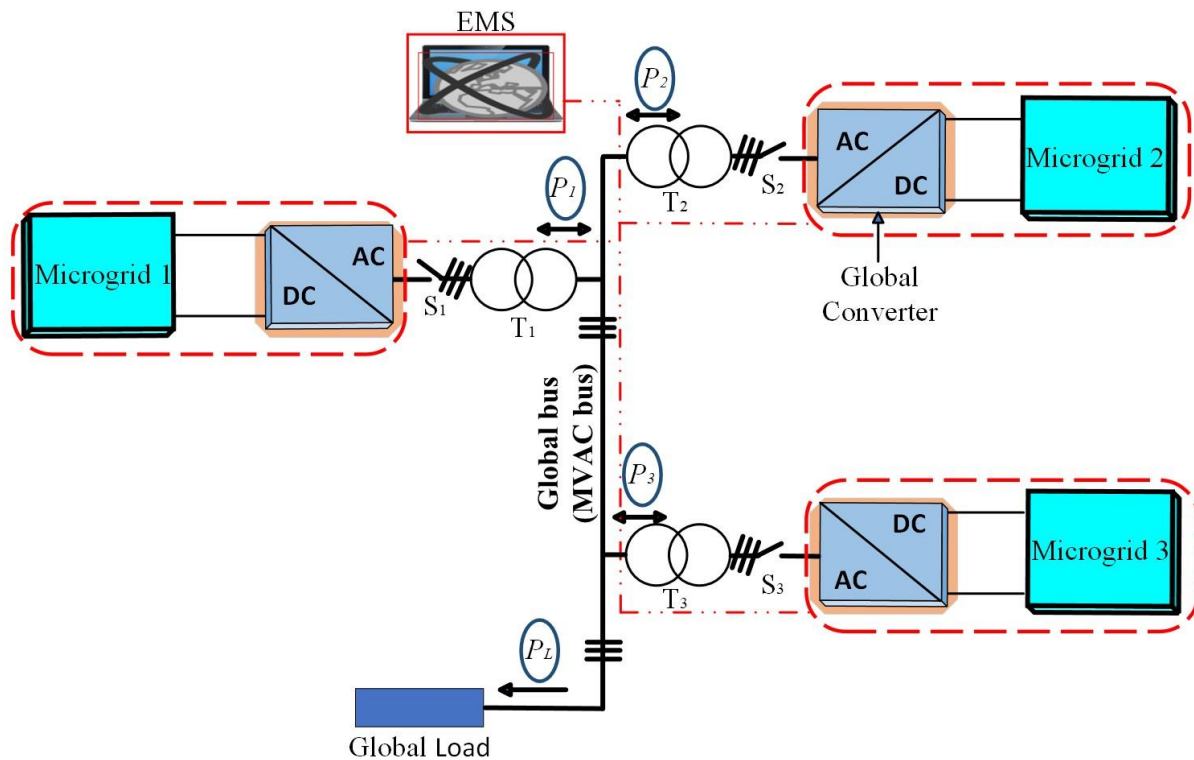 EMS
P2
AC
DC
Microgrid 2
S2
T2
P1
Global
Converter
Microgrid 1
AC
DC
S1
T1
Global bus
(MVAC bus)
P3
DC
AC
Microgrid 3
S3
T3
PL
Global Load